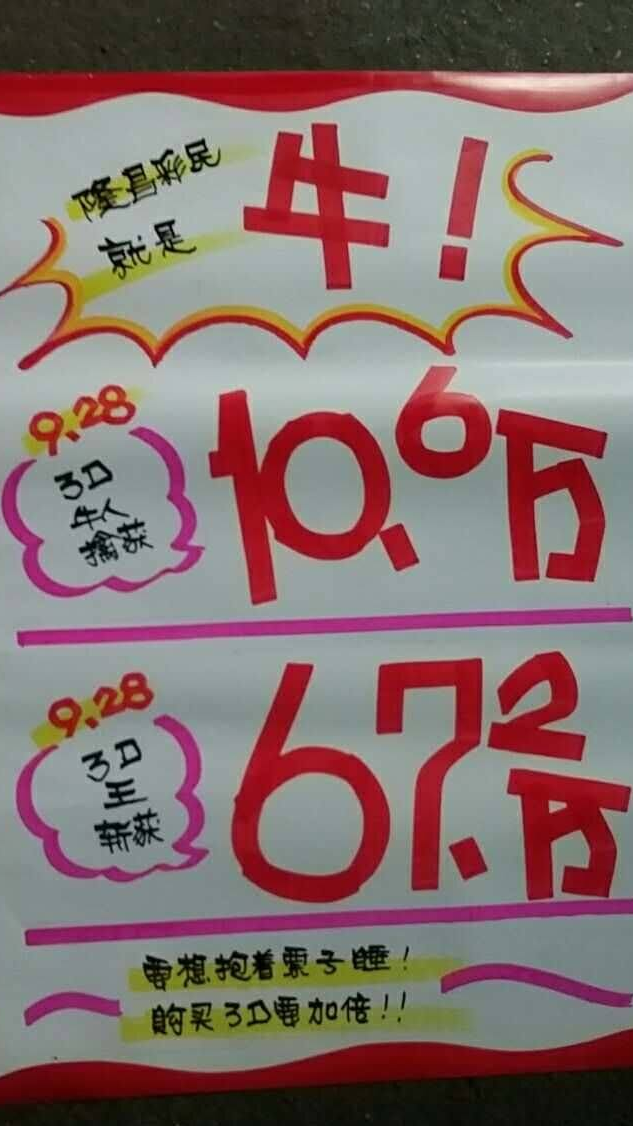 隆昌彩民
就是
牛！
9.28
3D
牛人
擒获
10.6万
9.28
3D
王
斩获
67.2万
要想抱着票子睡！
购买3D要加倍！！